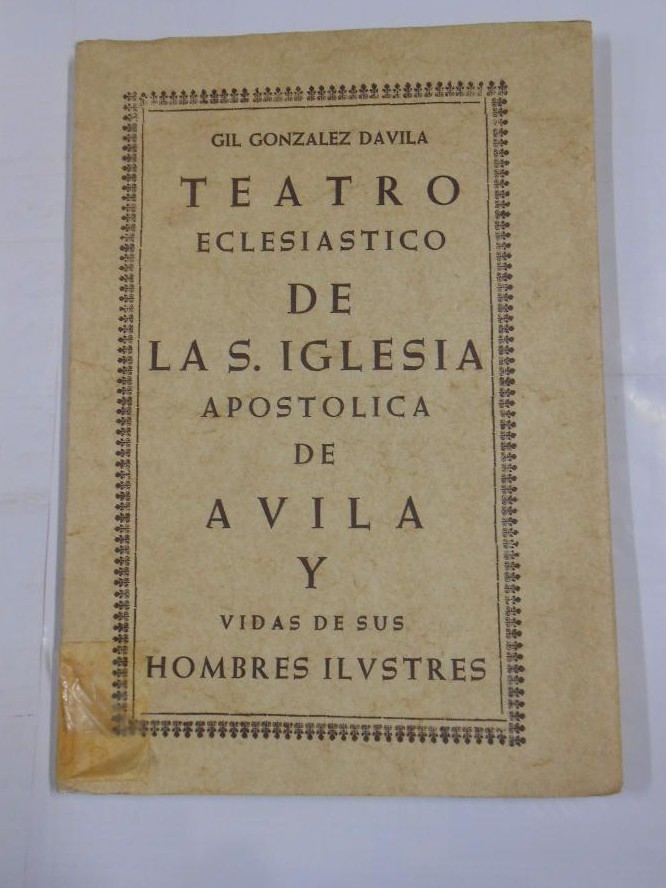 GIL GONZALEZ DAVILA
TEATRO
ECLESIASTICO
DE
LA S. IGLESIA
APOSTOLICA
DE
AVILA
Y
VIDAS DE SUS
HOMBRES ILVSTRES